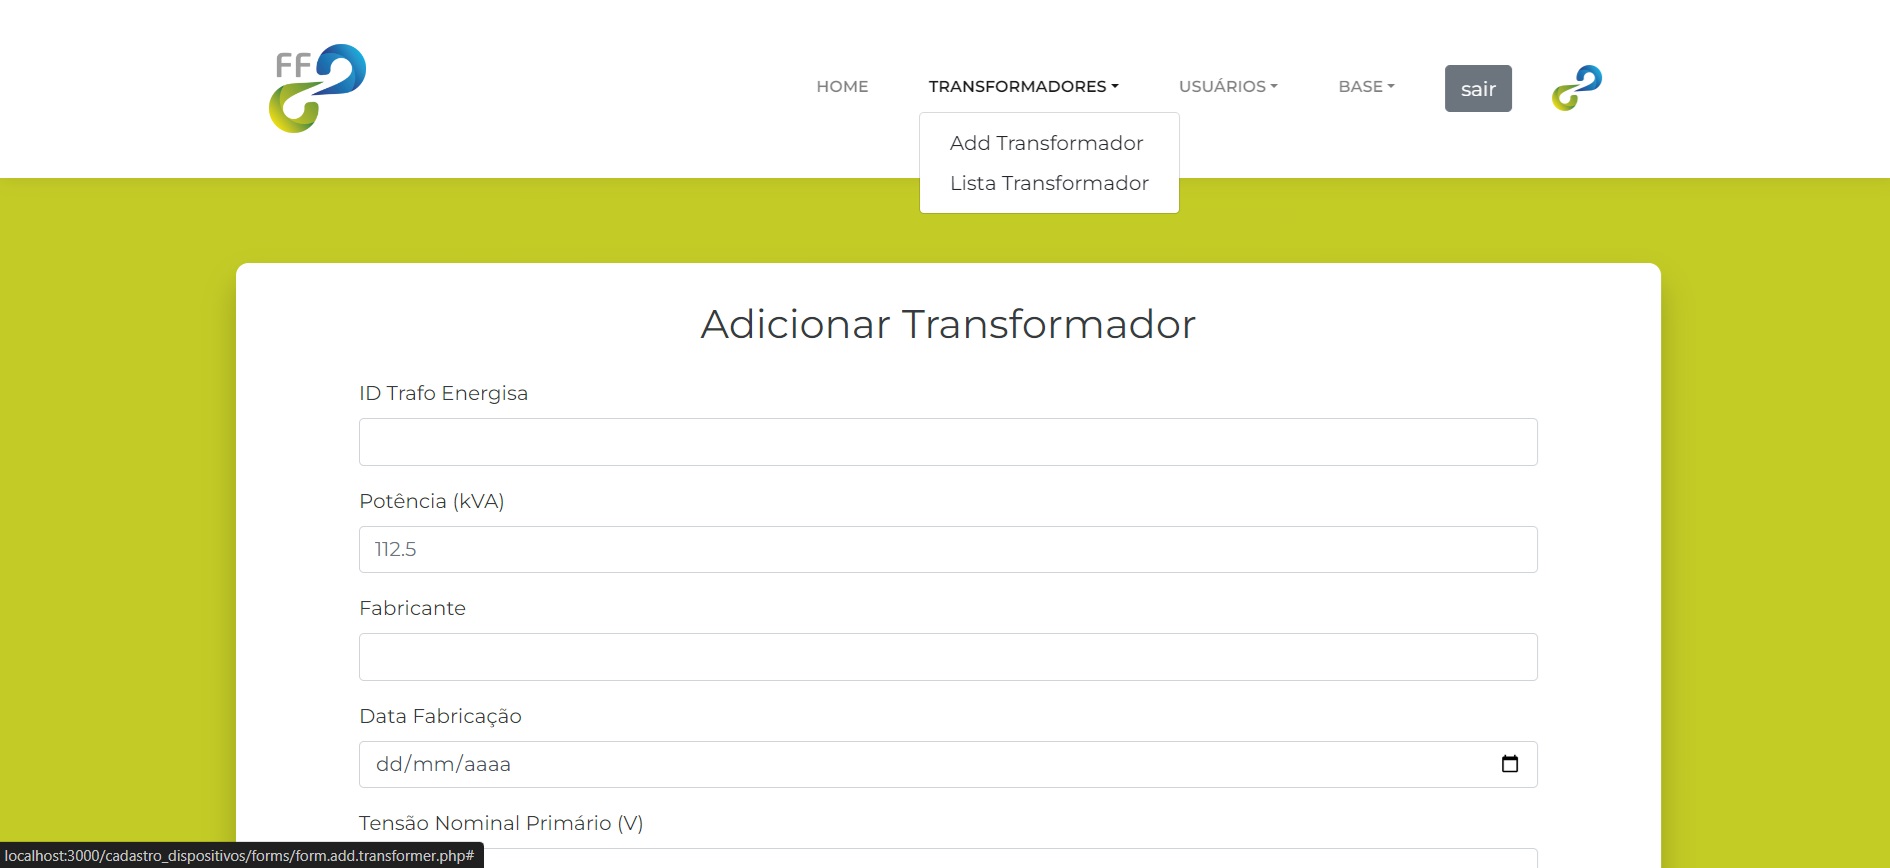 FF
HOME
TRANSFORMADORES
USUÁRIOS
BASE
sair
Add Transformador
Lista Transformador
Adicionar Transformador
ID Trafo Energisa
Potência (kVA)
112.5
Fabricante
Data Fabricação
dd/mm/aaaa
Tensão Nominal Primário (V)
localhost:3000/cadastro_dispositivos/forms/form.add.transformer.php#